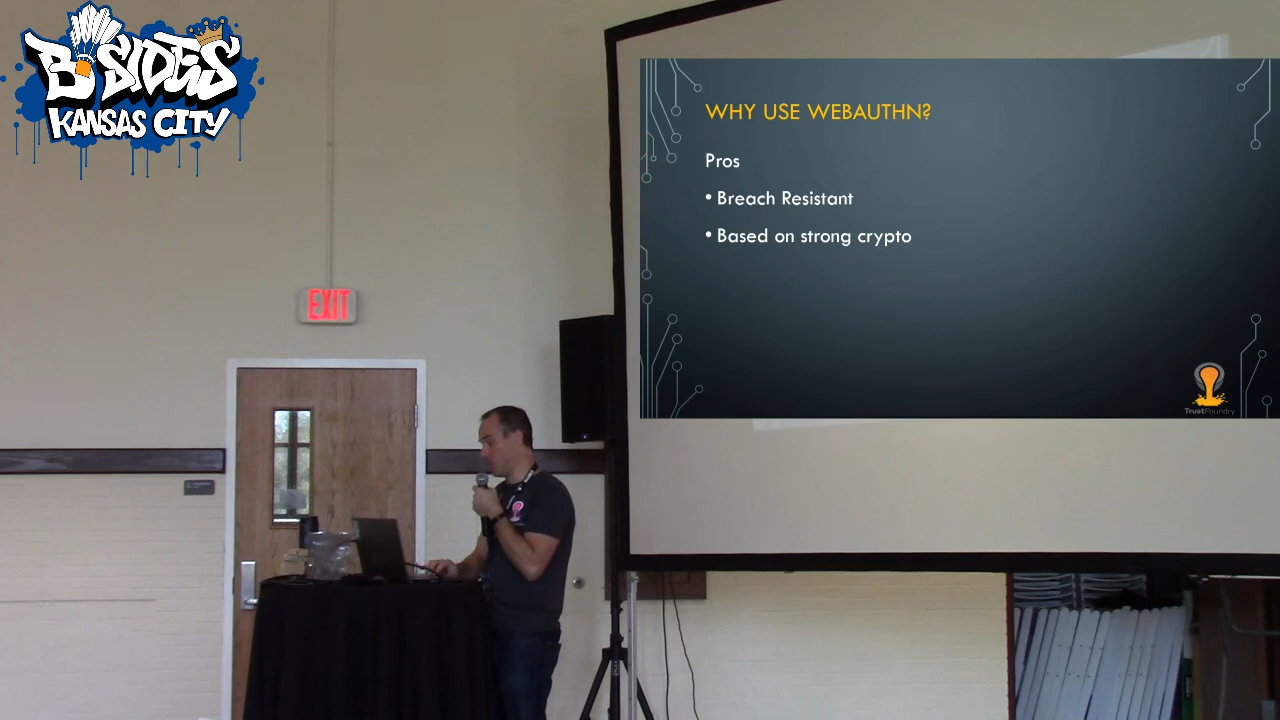 B·SIDES
KANSAS CITY
WHY USE WEBAUTHN?
Pros
• Breach Resistant
• Based on strong crypto
TrustFoundry
EXIT